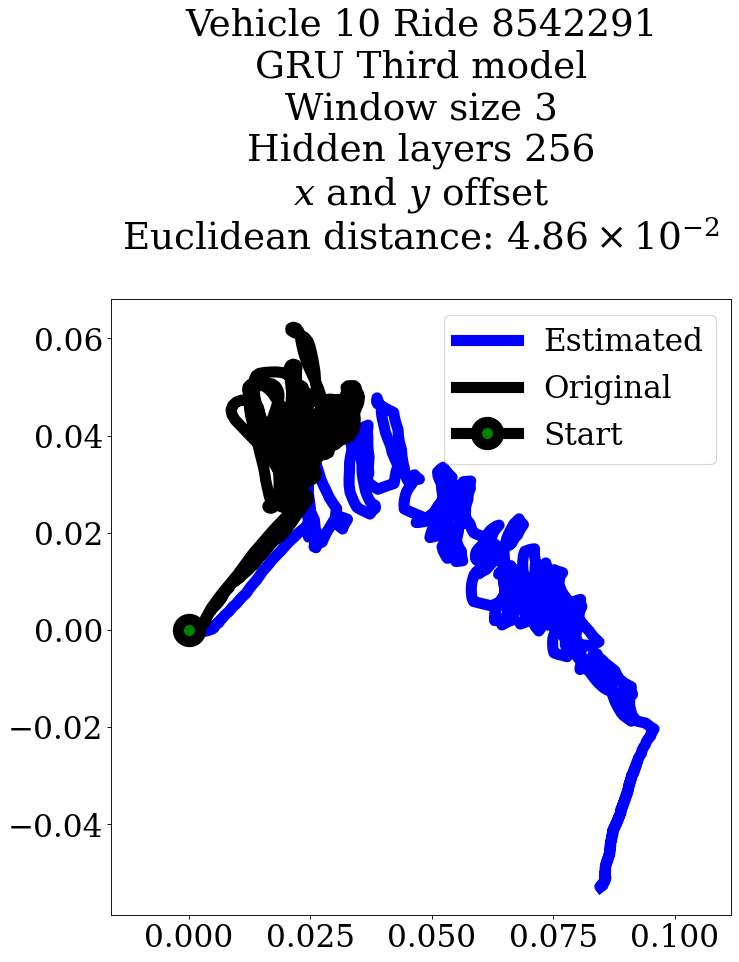 Vehicle 10 Ride 8542291
GRU Third model
Window size 3
Hidden layers 256
x and y offset
Euclidean distance: 4.86 × 10⁻²
Estimated
Original
Start
0.06
0.04
0.02
0.00
−0.02
−0.04
0.000 0.025 0.050 0.075 0.100